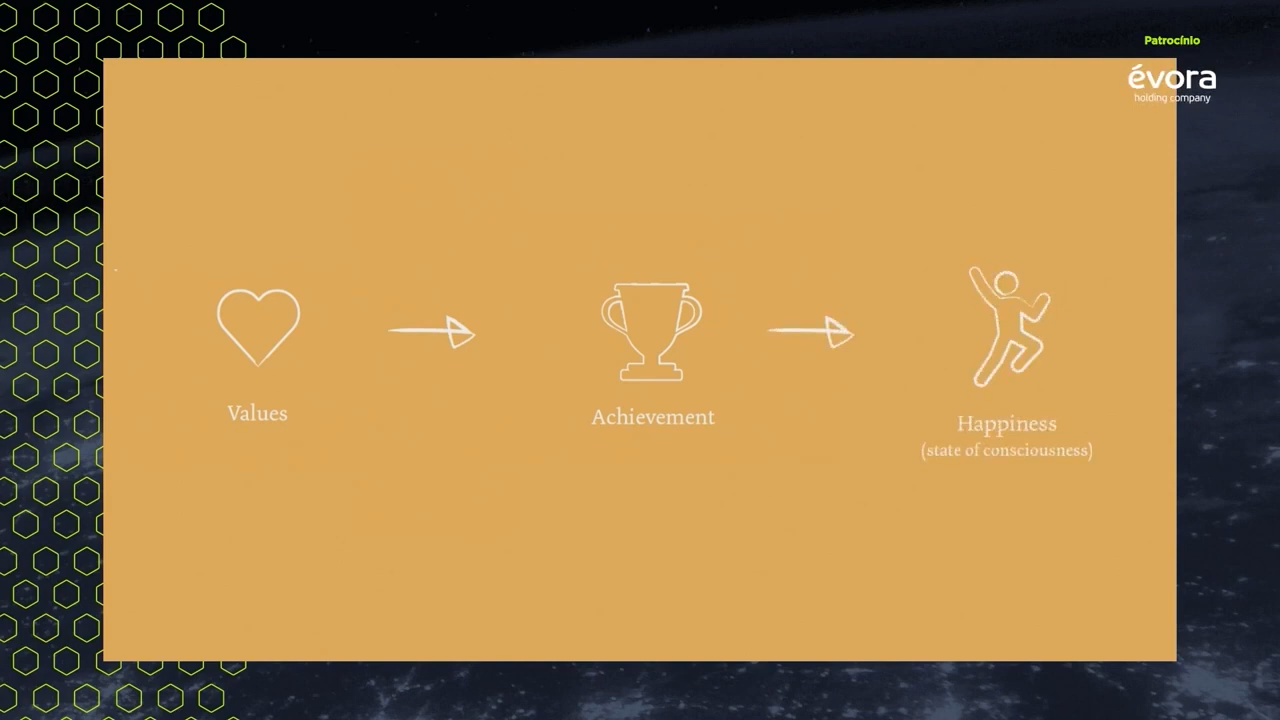 Patrocínio
évora
holding company
Values
Achievement
Happiness
(state of consciousness)